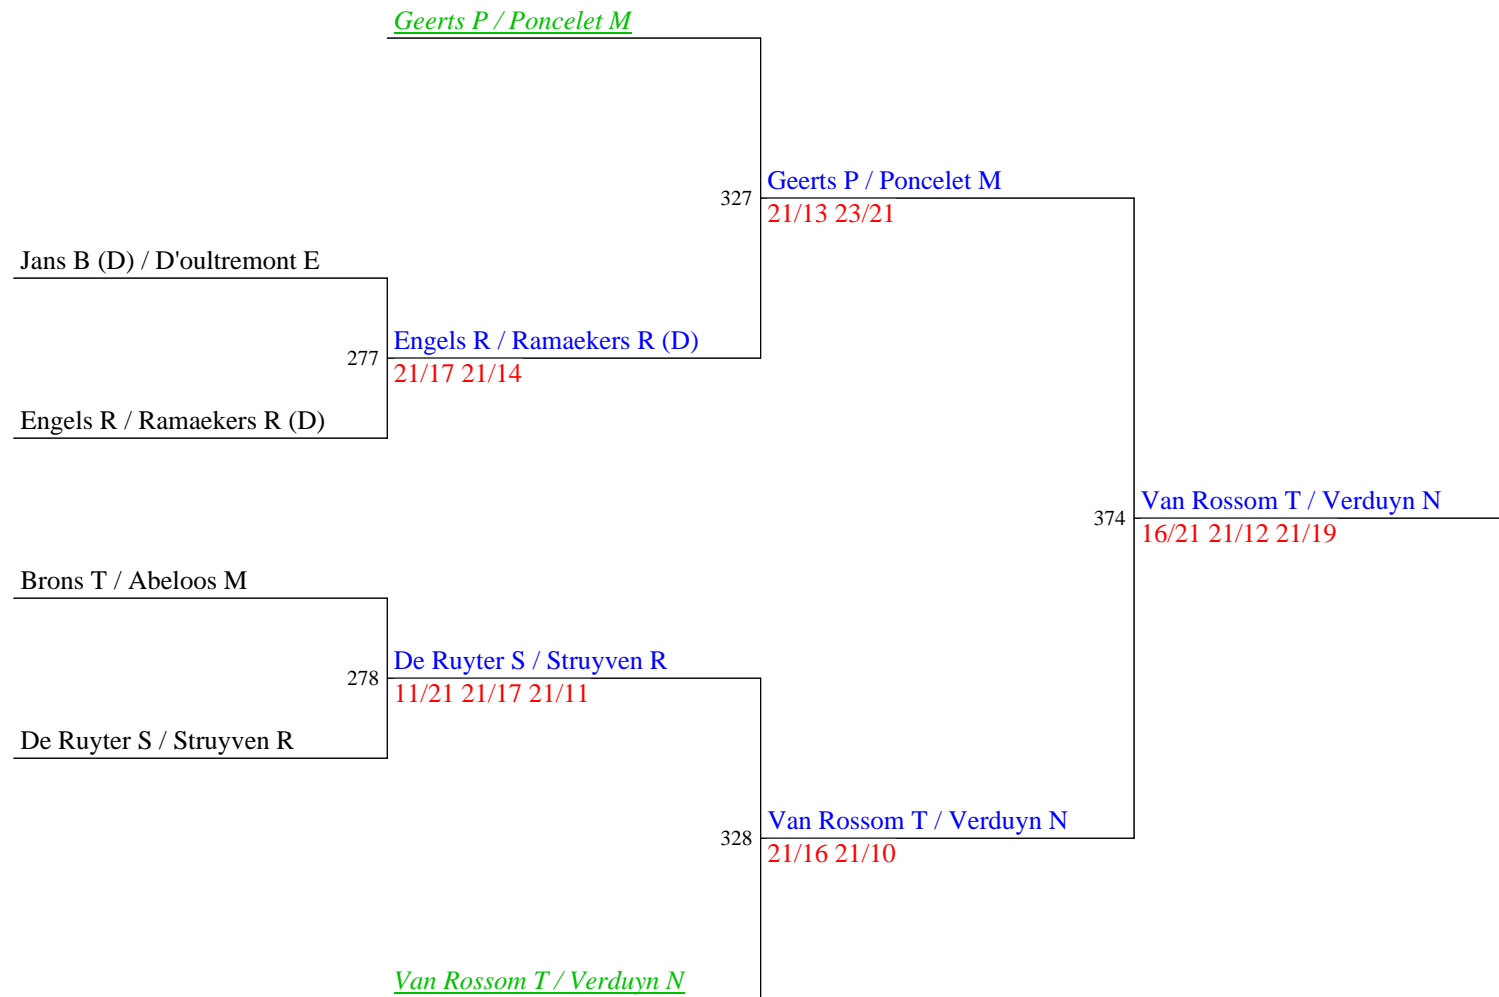 Geerts P / Poncelet M
327
Geerts P / Poncelet M
21/13 23/21
Jans B (D) / D'oultremont E
277
Engels R / Ramaekers R (D)
21/17 21/14
Engels R / Ramaekers R (D)
374
Van Rossom T / Verduyn N
16/21 21/12 21/19
Brons T / Abeloos M
278
De Ruyter S / Struyven R
11/21 21/17 21/11
De Ruyter S / Struyven R
328
Van Rossom T / Verduyn N
21/16 21/10
Van Rossom T / Verduyn N